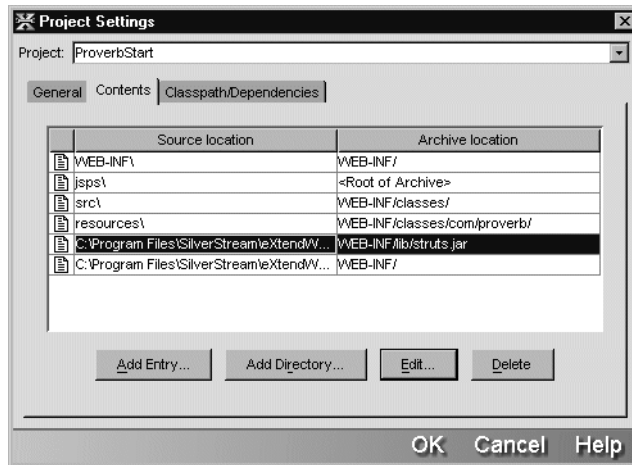 Project Settings
Project: ProverbStart
General Contents Classpath/Dependencies
Source location Archive location
WEB-INF\ WEB-INF/
jsps\ <Root of Archive>
src\ WEB-INF/classes/
resources\ WEB-INF/classes/com/proverb/
C:\Program Files\SilverStream\eXtendW... WEB-INF/lib/struts.jar
C:\Program Files\SilverStream\eXtendW... WEB-INF/
Add Entry... Add Directory... Edit... Delete
OK Cancel Help